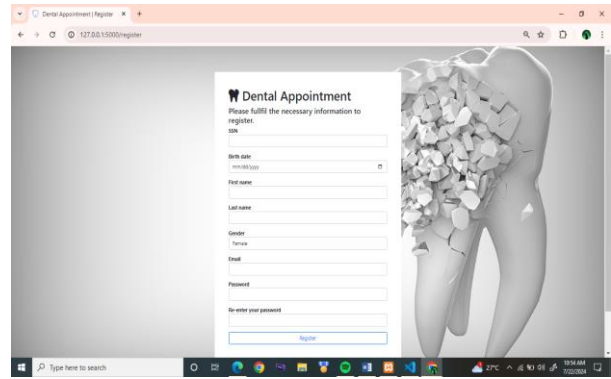 Dental Appointment | Register
127.0.0.1:5000/register
Dental Appointment
Please fullfil the necessary information to
register.
SSN
Birth date
mm/dd/yyyy
First name
Last name
Gender
Female
Email
Password
Re-enter your password
Register
Type here to search
27°C
10:54 AM
7/22/2024